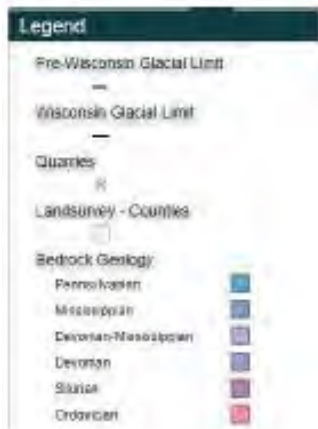 Legend
Pre-Wisconsin Glacial Limit
Wisconsin Glacial Limit
Quarries
Landsurvey - Counties
Bedrock Geology
Pennsylvanian
Mississippian
Devonian-Mississippian
Devonian
Silurian
Ordovician